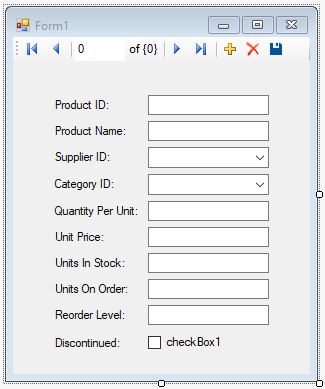 Form1
0 of {0}
Product ID:
Product Name:
Supplier ID:
Category ID:
Quantity Per Unit:
Unit Price:
Units In Stock:
Units On Order:
Reorder Level:
Discontinued: checkBox1